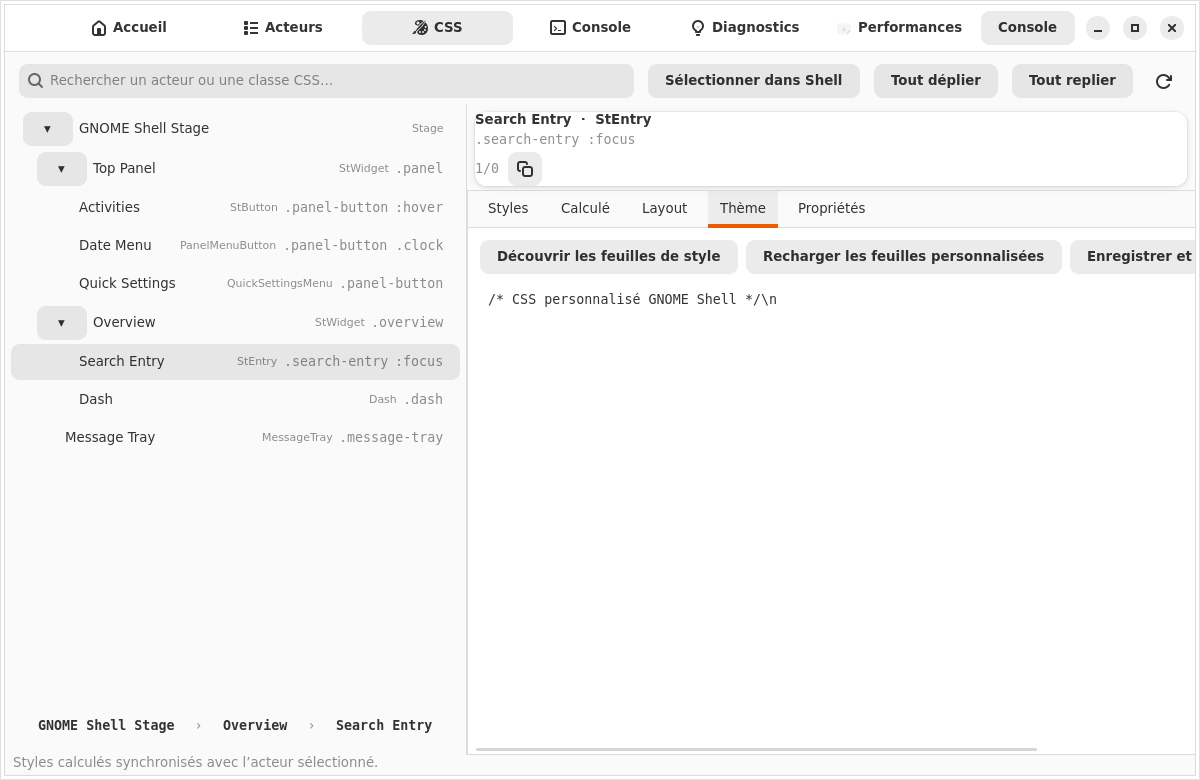 Accueil Acteurs CSS Console Diagnostics Performances Console
Rechercher un acteur ou une classe CSS... Sélectionner dans Shell Tout déplier Tout replier
GNOME Shell Stage Stage
Top Panel StWidget .panel
Activities StButton .panel-button :hover
Date Menu PanelMenuButton .panel-button .clock
Quick Settings QuickSettingsMenu .panel-button
Overview StWidget .overview
Search Entry StEntry .search-entry :focus
Dash Dash .dash
Message Tray MessageTray .message-tray
GNOME Shell Stage › Overview › Search Entry
Search Entry · StEntry
.search-entry :focus
1/0
Styles Calculé Layout Thème Propriétés
Découvrir les feuilles de style Recharger les feuilles personnalisées Enregistrer et
/* CSS personnalisé GNOME Shell */\n
Styles calculés synchronisés avec l’acteur sélectionné.